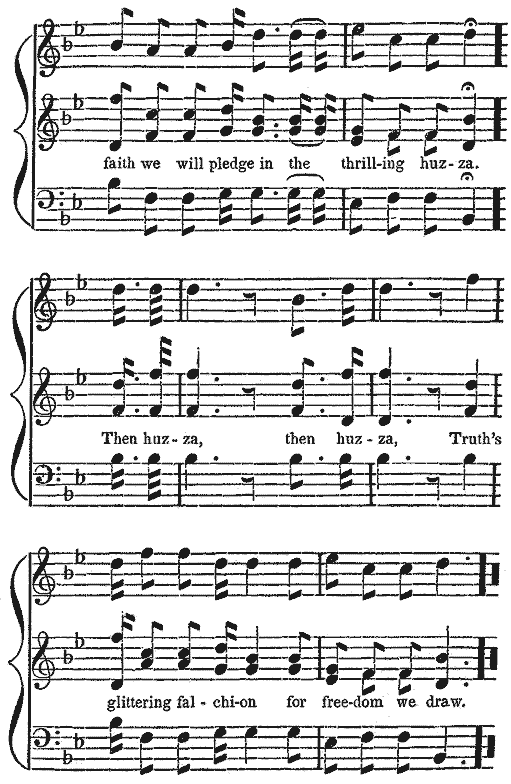 faith we will pledge in the thrill-ing huz-za.
Then huz-za, then huz-za, Truth's
glittering fal-chi-on for free-dom we draw.